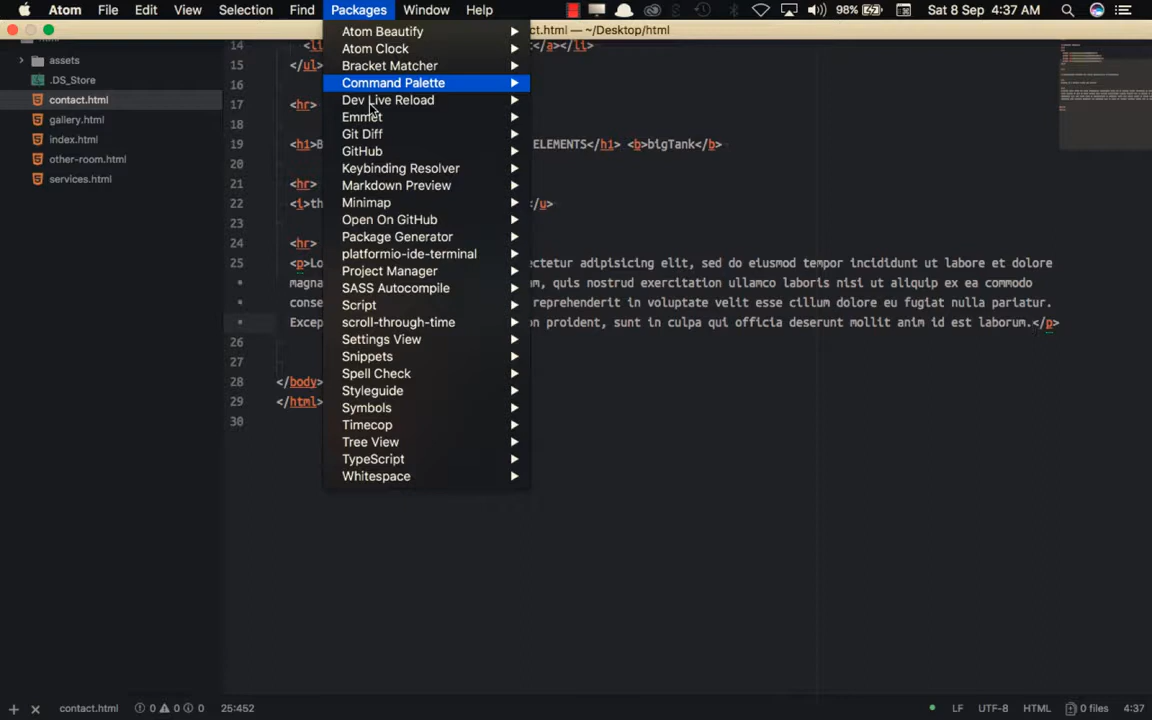 Atom File Edit View Selection Find Packages Window Help 98% Sat 8 Sep 4:37 AM
ct.html — ~/Desktop/html
assets
.DS_Store
contact.html
gallery.html
index.html
other-room.html
services.html
Atom Beautify
Atom Clock
Bracket Matcher
Command Palette
Dev Live Reload
Emmet
Git Diff
GitHub
Keybinding Resolver
Markdown Preview
Minimap
Open On GitHub
Package Generator
platformio-ide-terminal
Project Manager
SASS Autocompile
Script
scroll-through-time
Settings View
Snippets
Spell Check
Styleguide
Symbols
Timecop
Tree View
TypeScript
Whitespace
14 <li </a></li>
15 </ul>
16
17 <hr>
18
19 <h1>B ELEMENTS</h1> <b>bigTank</b>
20
21 <hr>
22 <i>th </u>
23
24 <hr>
25 <p>Lo ectetur adipisicing elit, sed do eiusmod tempor incididunt ut labore et dolore
magna am, quis nostrud exercitation ullamco laboris nisi ut aliquip ex ea commodo
conse reprehenderit in voluptate velit esse cillum dolore eu fugiat nulla pariatur.
Excep on proident, sunt in culpa qui officia deserunt mollit anim id est laborum.</p>
26
27
28 </body>
29 </html>
30
contact.html 0 0 0 25:452 LF UTF-8 HTML 0 files 4:37